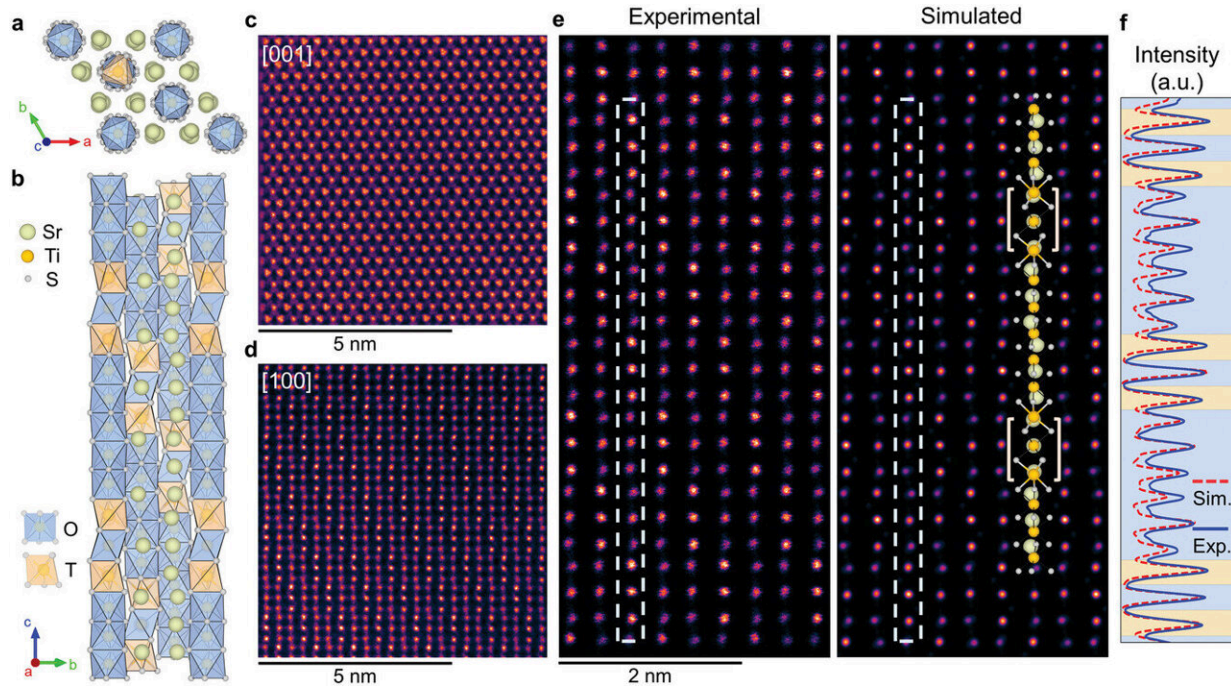 a
b
c
a
b
Sr
Ti
S
O
T
c
a
b
c
[001]
5 nm
d
[100]
5 nm
e
Experimental
Simulated
2 nm
f
Intensity
(a.u.)
Sim.
Exp.